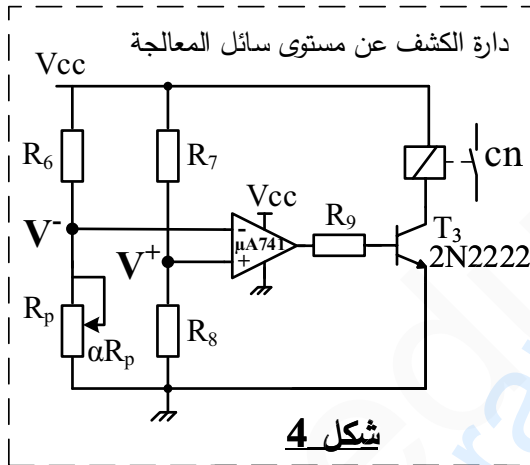 دارة الكشف عن مستوى سائل المعالجة
Vcc
R6
R7
cn
Vcc
V-
R9
T3
µA741
-
+
V+
2N2222
Rp
αRp
R8
شكل 4